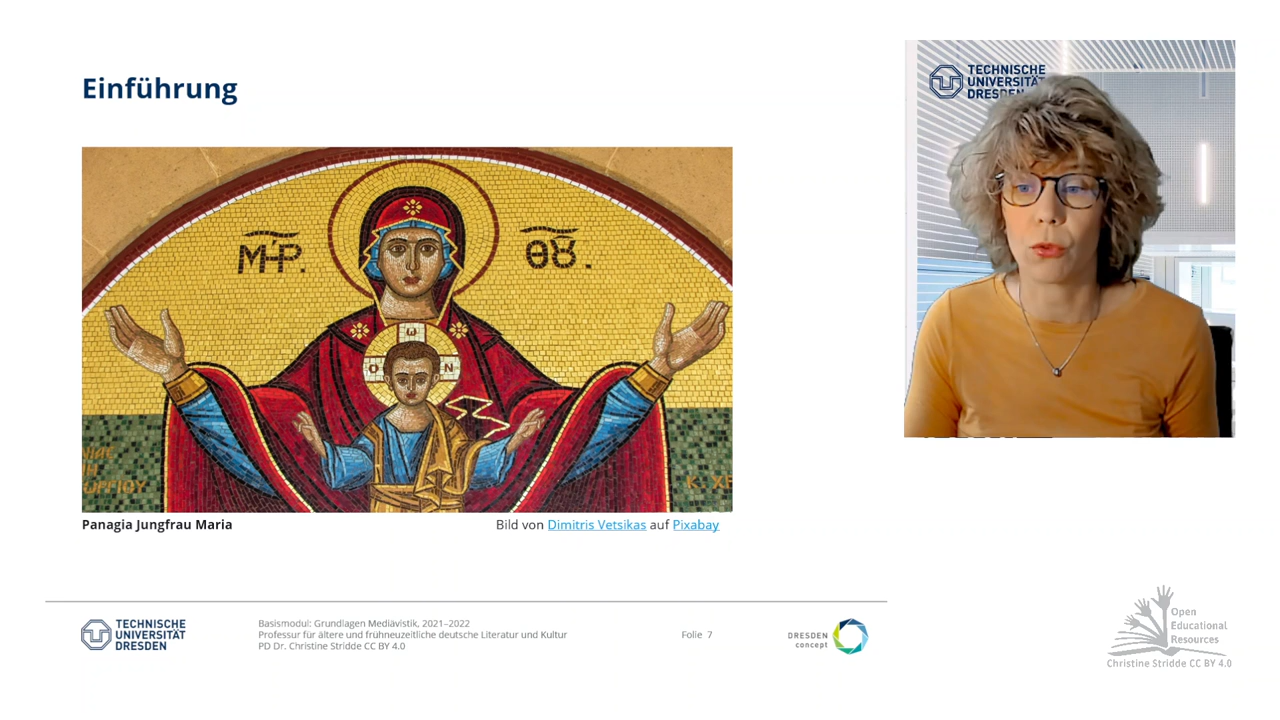 Einführung
ΜΗΡ.
ΘΥ.
Ο Ω Ν
Κ. ΧΡ
Panagia Jungfrau Maria
Bild von Dimitris Vetsikas auf Pixabay
TECHNISCHE
UNIVERSITÄT
DRESDEN
Basismodul: Grundlagen Mediävistik, 2021–2022
Professur für ältere und frühneuzeitliche deutsche Literatur und Kultur
PD Dr. Christine Stridde CC BY 4.0
Folie 7
DRESDEN
concept
TECHNISCHE
UNIVERSITÄT
DRESDEN
Open
Educational
Resources
Christine Stridde CC BY 4.0